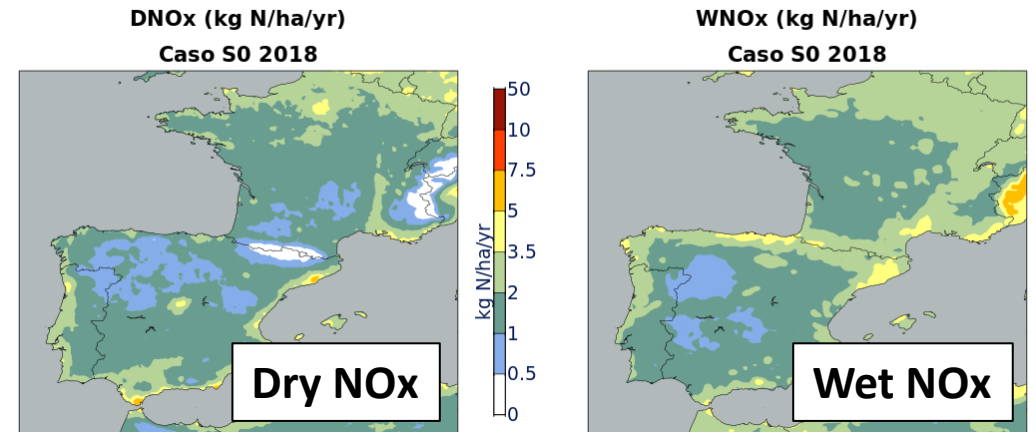 DNOx (kg N/ha/yr)
Caso S0 2018
Dry NOx
kg N/ha/yr
50
10
7.5
5
3.5
2
1
0.5
0
WNOx (kg N/ha/yr)
Caso S0 2018
Wet NOx